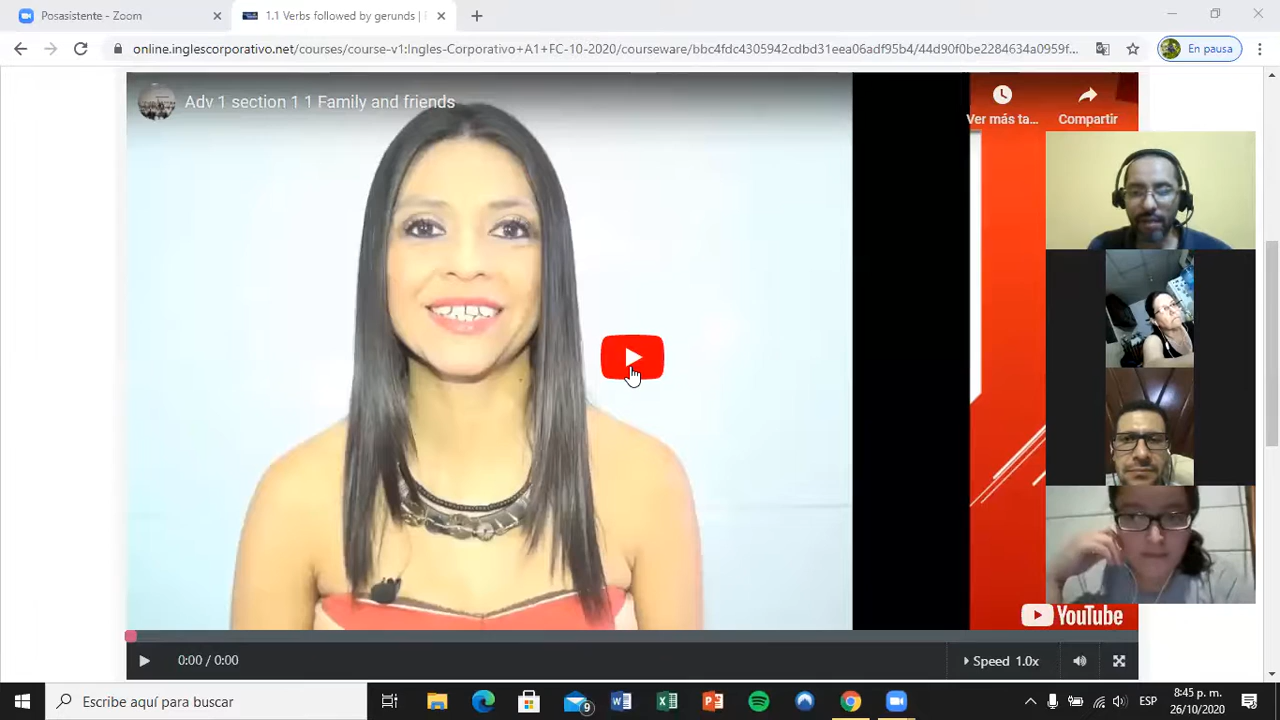 Posasistente - Zoom
1.1 Verbs followed by gerunds |
online.inglescorporativo.net/courses/course-v1:Ingles-Corporativo+A1+FC-10-2020/courseware/bbc4fdc4305942cdbd31eea06adf95b4/44d90f0be2284634a0959f...
En pausa
Adv 1 section 1 1 Family and friends
Ver más ta...
Compartir
YouTube
0:00 / 0:00
Speed 1.0x
Escribe aquí para buscar
9
ESP
8:45 p. m.
26/10/2020